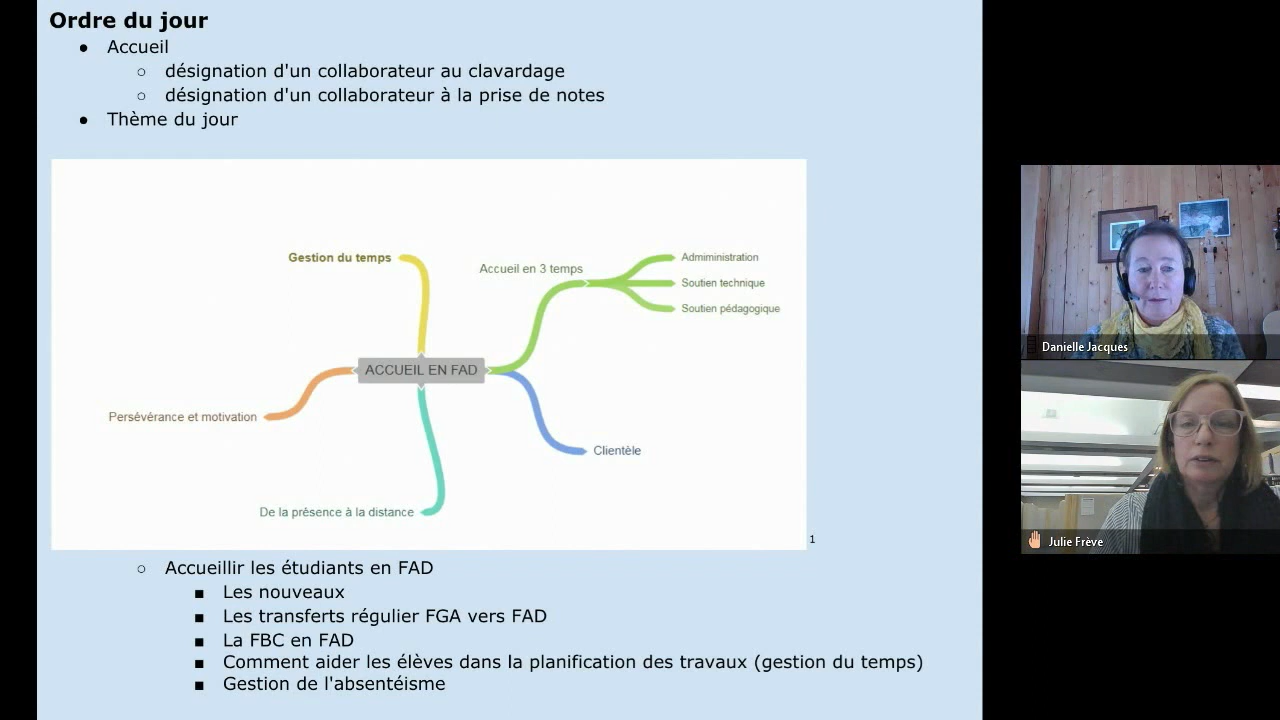 Ordre du jour
● Accueil
○ désignation d'un collaborateur au clavardage
○ désignation d'un collaborateur à la prise de notes
● Thème du jour
Gestion du temps
Accueil en 3 temps
Admiministration
Soutien technique
Soutien pédagogique
ACCUEIL EN FAD
Persévérance et motivation
Clientèle
De la présence à la distance
1
○ Accueillir les étudiants en FAD
■ Les nouveaux
■ Les transferts régulier FGA vers FAD
■ La FBC en FAD
■ Comment aider les élèves dans la planification des travaux (gestion du temps)
■ Gestion de l'absentéisme
Danielle Jacques
Julie Frève